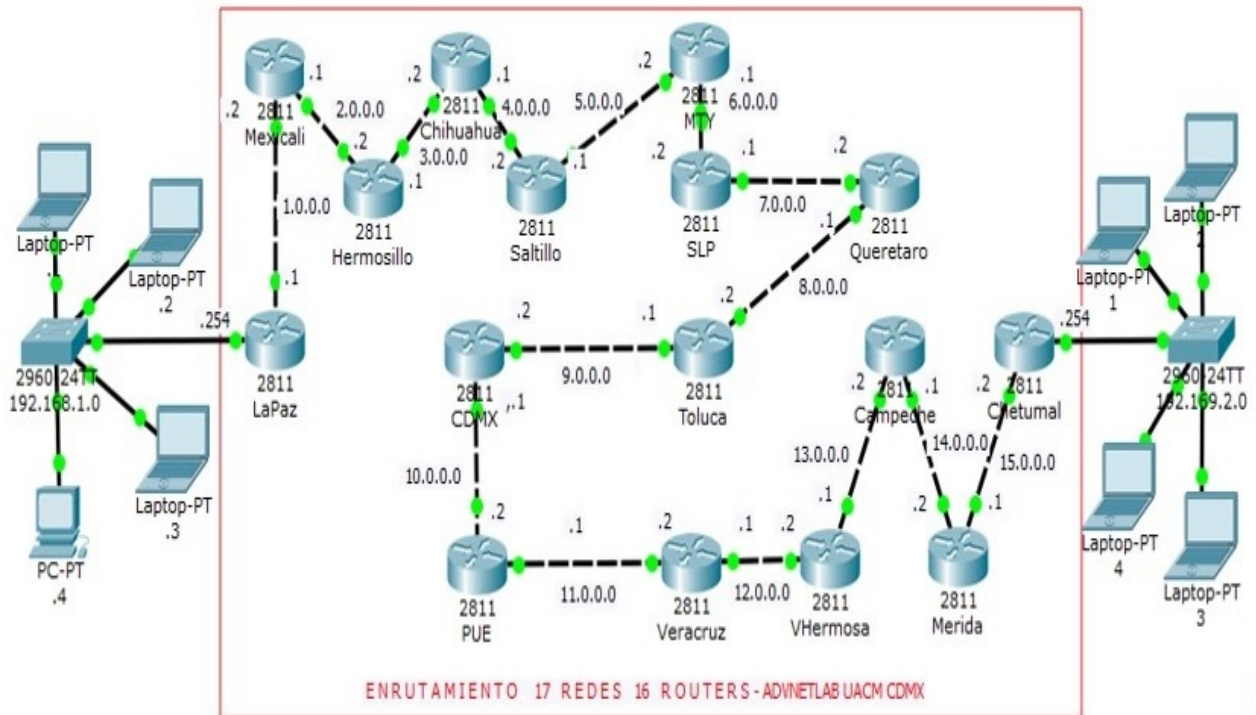 .2
.1
2811
Mexicali
2.0.0.0
.2
.1
2811
Chihuahua
3.0.0.0
4.0.0.0
.2
.1
2811
Hermosillo
.2
.1
2811
Saltillo
5.0.0.0
.2
.1
2811
MTY
6.0.0.0
.2
.1
2811
SLP
7.0.0.0
.2
.1
2811
Queretaro
8.0.0.0
1.0.0.0
.1
.254
2811
LaPaz
Laptop-PT
Laptop-PT
.2
2960-24TT
192.168.1.0
Laptop-PT
.3
PC-PT
.4
.2
.1
2811
Toluca
9.0.0.0
.2
.1
2811
CDMX
10.0.0.0
.2
.1
2811
PUE
11.0.0.0
.2
.1
2811
Veracruz
12.0.0.0
.2
.1
2811
VHermosa
13.0.0.0
.2
.1
2811
Campeche
14.0.0.0
.2
.1
2811
Merida
15.0.0.0
.2
.254
2811
Chetumal
Laptop-PT
1
Laptop-PT
2960-24TT
192.169.2.0
Laptop-PT
4
Laptop-PT
3
ENRUTAMIENTO 17 REDES 16 ROUTERS - ADVNETLAB UACM CDMX